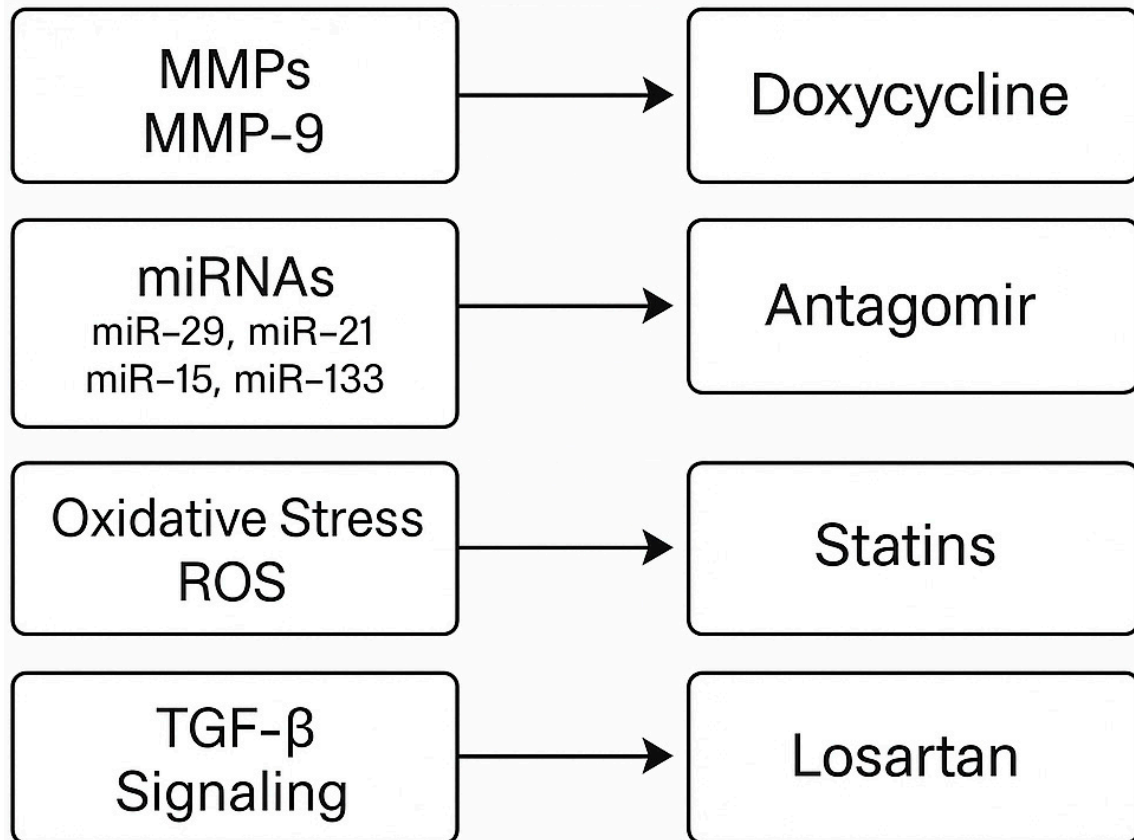 MMPs
MMP–9
Doxycycline
miRNAs
miR–29, miR–21
miR–15, miR–133
Antagomir
Oxidative Stress
ROS
Statins
TGF–β
Signaling
Losartan